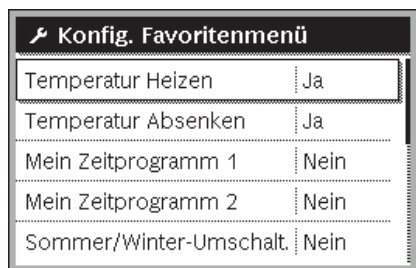 Konfig. Favoritenmenü
Temperatur Heizen Ja
Temperatur Absenken Ja
Mein Zeitprogramm 1 Nein
Mein Zeitprogramm 2 Nein
Sommer/Winter-Umschalt. Nein